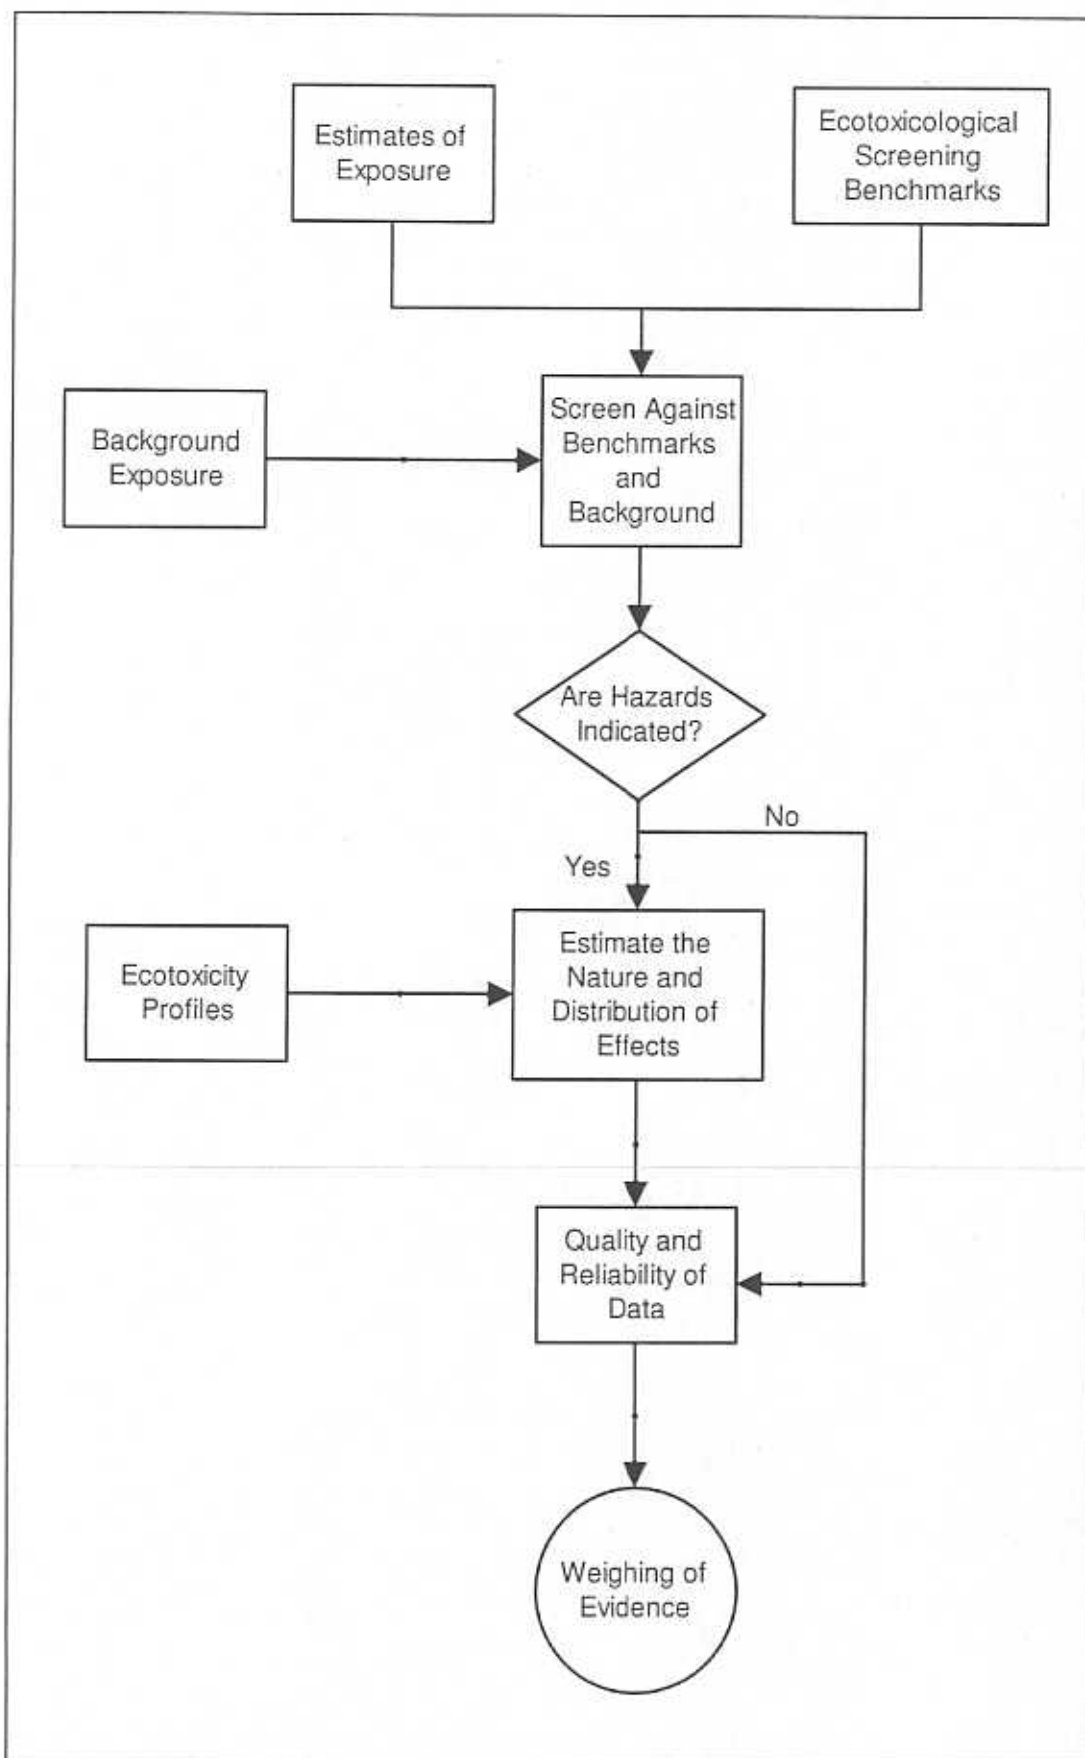 Estimates of
Exposure
Ecotoxicological
Screening
Benchmarks
Background
Exposure
Screen Against
Benchmarks
and
Background
Are Hazards
Indicated?
No
Yes
Ecotoxicity
Profiles
Estimate the
Nature and
Distribution of
Effects
Quality and
Reliability of
Data
Weighing of
Evidence